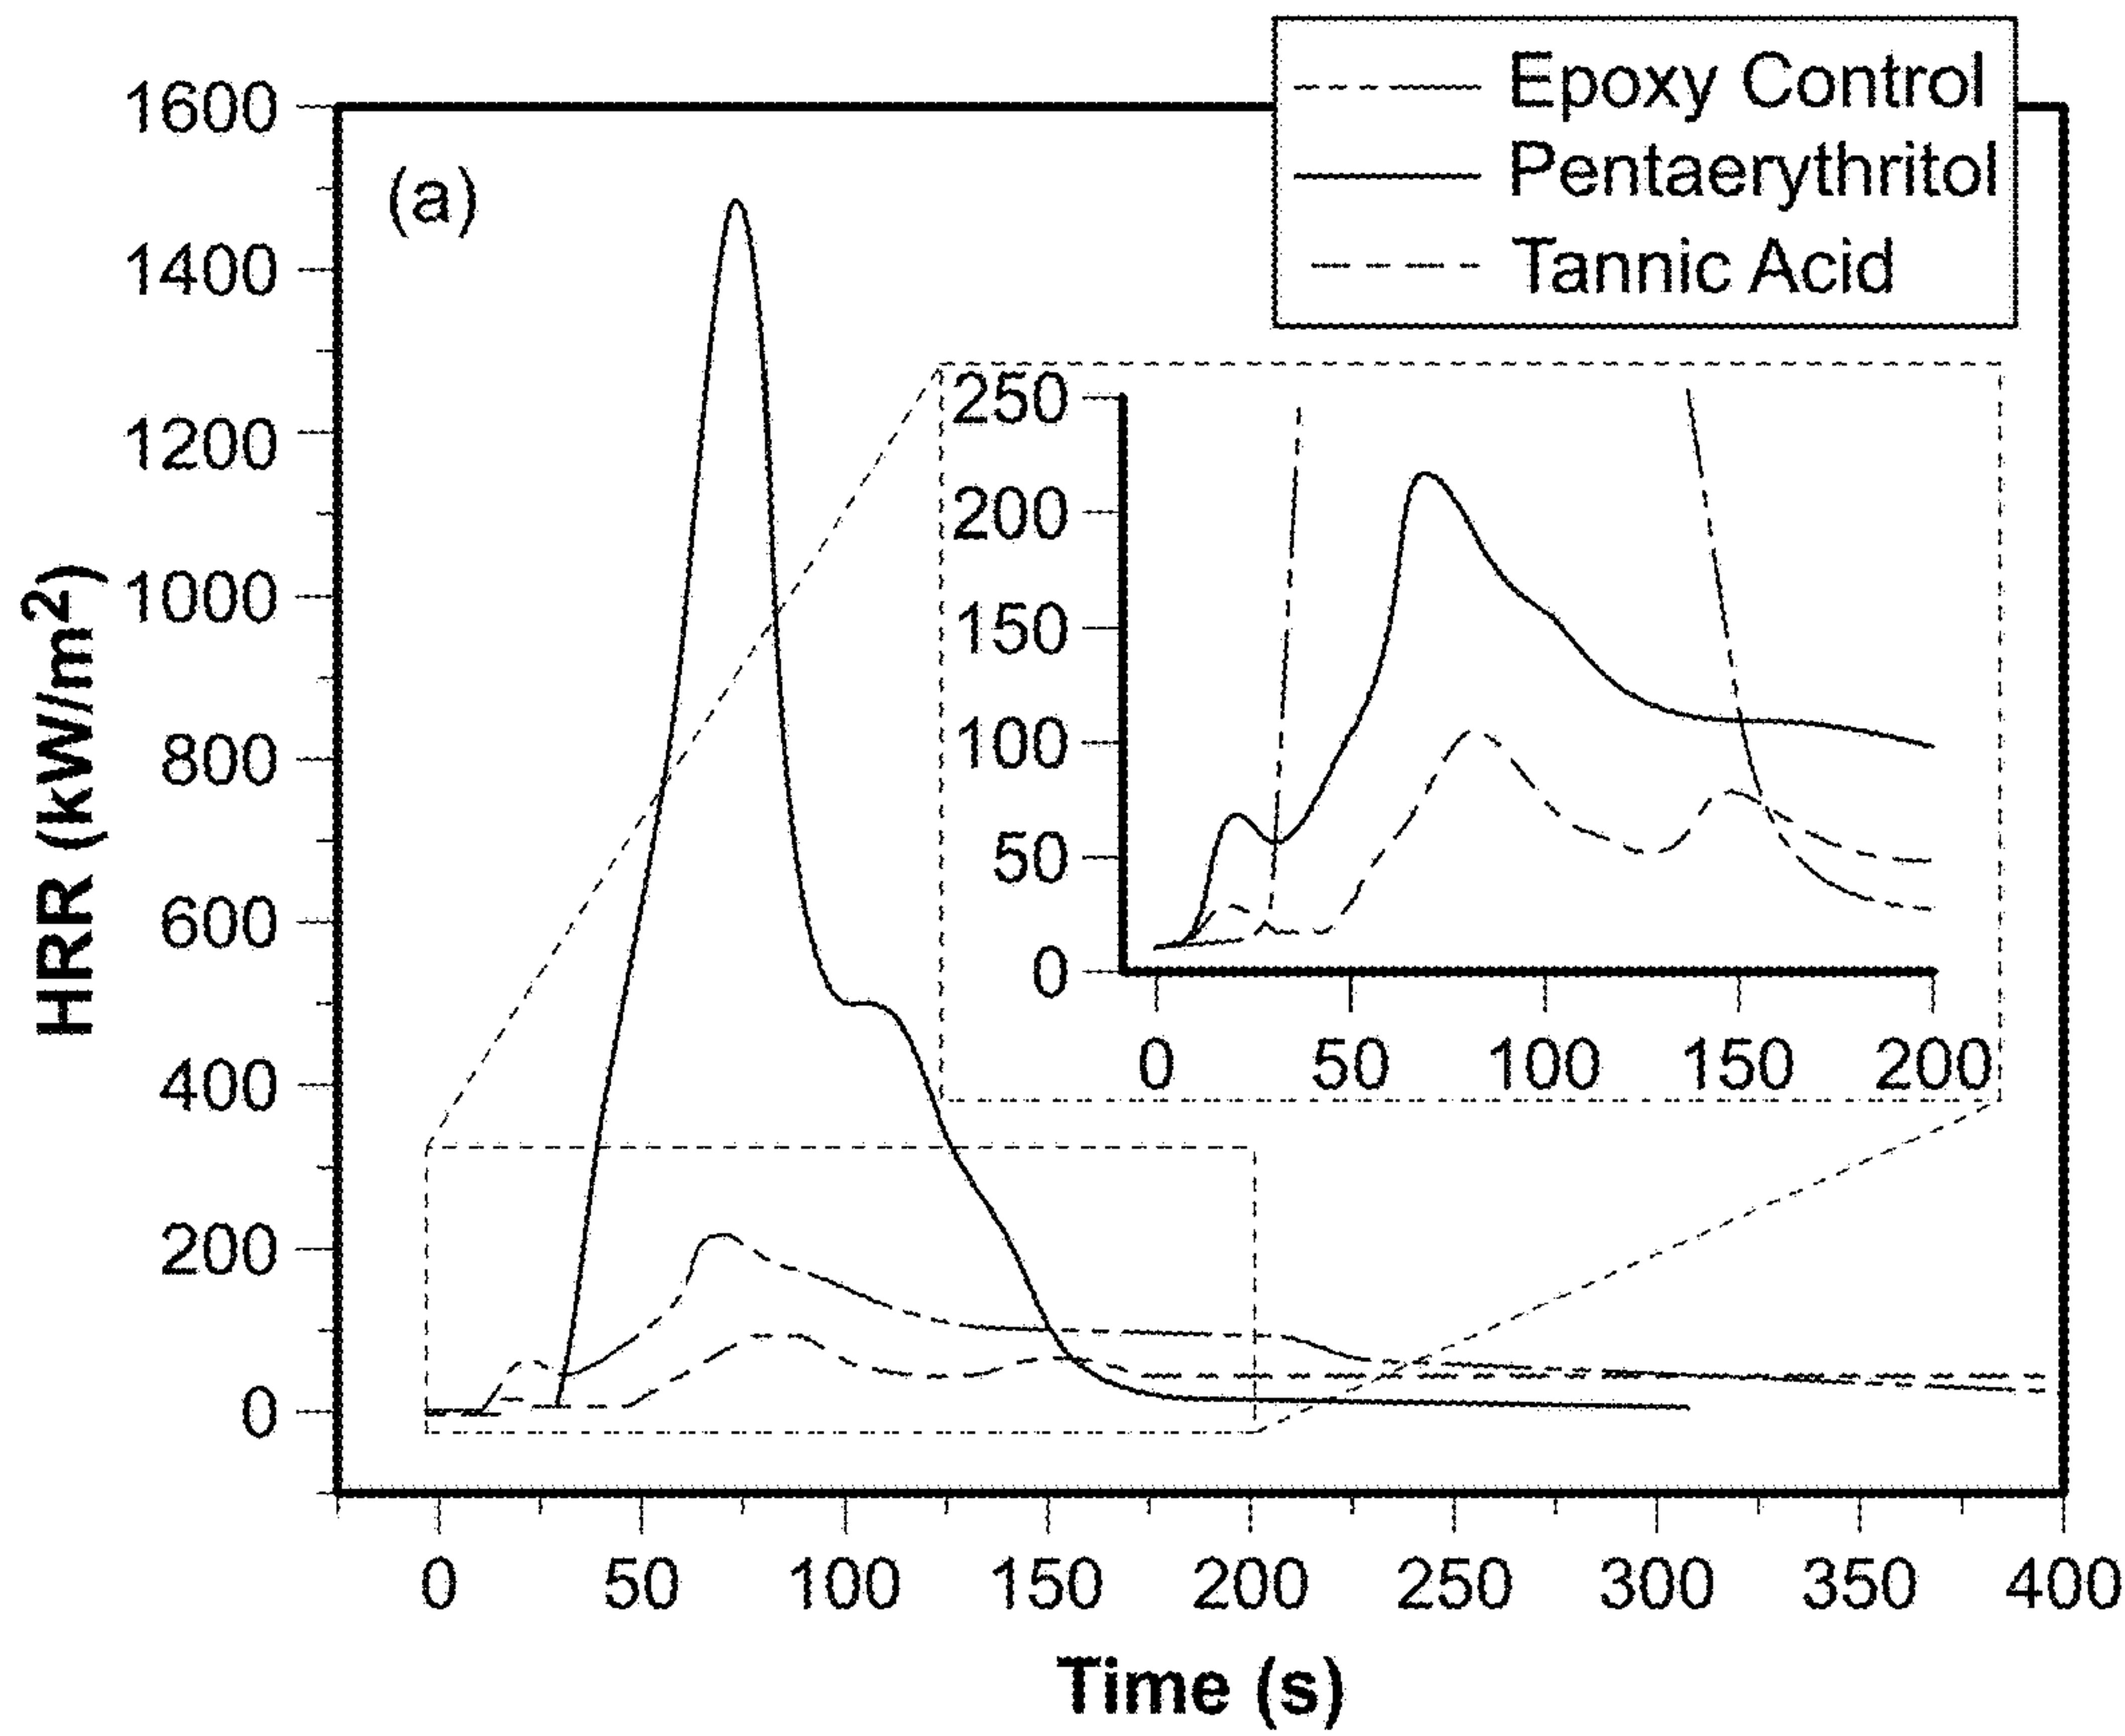 Epoxy Control
Pentaerythritol
Tannic Acid
(a)
HRR (kW/m²)
1600
1400
1200
1000
800
600
400
200
0
250
200
150
100
50
0
0 50 100 150 200
0 50 100 150 200 250 300 350 400
Time (s)